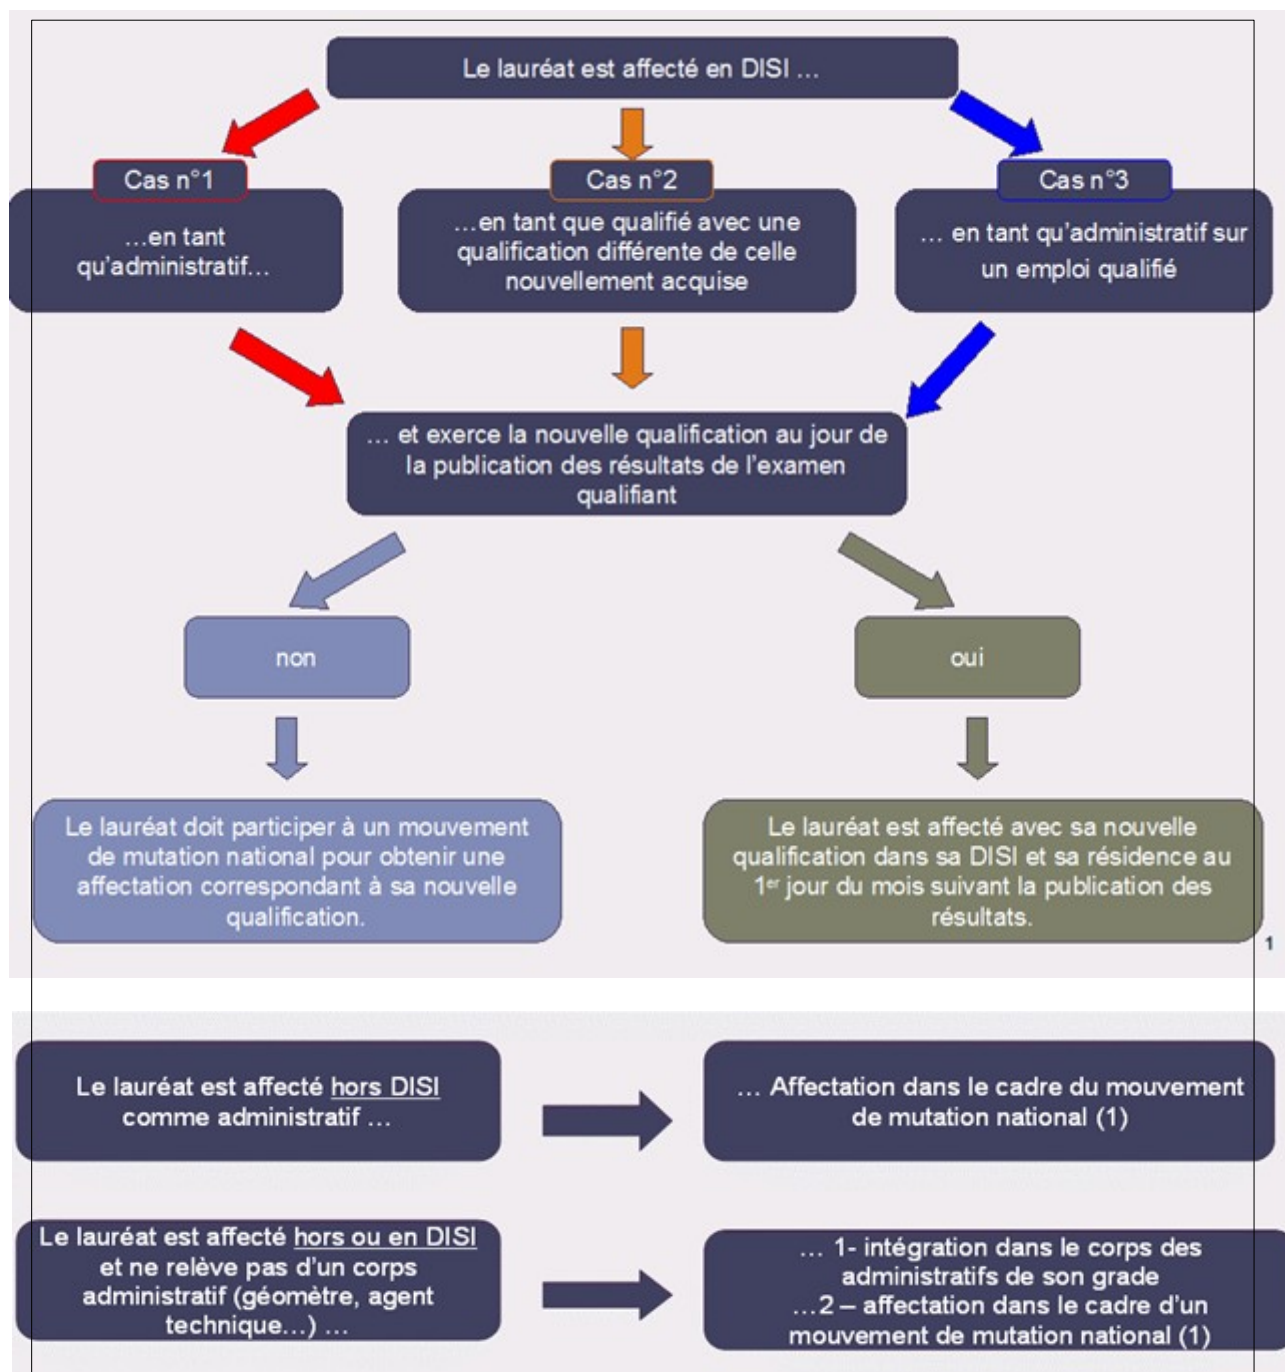 Le lauréat est affecté en DISI …
Cas n°1
…en tant
qu'administratif…
Cas n°2
…en tant que qualifié avec une
qualification différente de celle
nouvellement acquise
Cas n°3
… en tant qu'administratif sur
un emploi qualifié
… et exerce la nouvelle qualification au jour de
la publication des résultats de l'examen
qualifiant
non
oui
Le lauréat doit participer à un mouvement
de mutation national pour obtenir une
affectation correspondant à sa nouvelle
qualification.
Le lauréat est affecté avec sa nouvelle
qualification dans sa DISI et sa résidence au
1er jour du mois suivant la publication des
résultats.
1
Le lauréat est affecté hors DISI
comme administratif …
… Affectation dans le cadre du mouvement
de mutation national (1)
Le lauréat est affecté hors ou en DISI
et ne relève pas d'un corps
administratif (géomètre, agent
technique…) …
… 1- intégration dans le corps des
administratifs de son grade
…2 – affectation dans le cadre d'un
mouvement de mutation national (1)